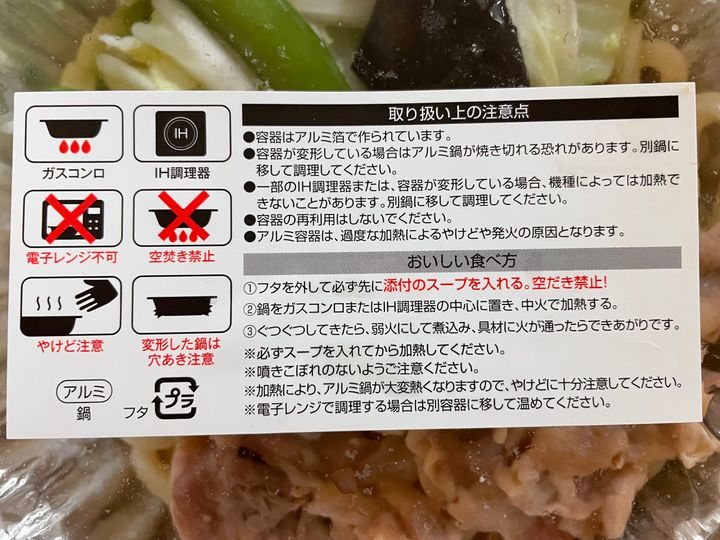 ガスコンロ
IH
IH調理器
電子レンジ不可
空焚き禁止
やけど注意
変形した鍋は
穴あき注意
アルミ
鍋
フタ
プラ
取り扱い上の注意点
●容器はアルミ箔で作られています。
●容器が変形している場合はアルミ鍋が焼き切れる恐れがあります。別鍋に
移して調理してください。
●一部のIH調理器または、容器が変形している場合、機種によっては加熱で
きないことがあります。別鍋に移して調理してください。
●容器の再利用はしないでください。
●アルミ容器は、過度な加熱によるやけどや発火の原因となります。
おいしい食べ方
①フタを外して必ず先に添付のスープを入れる。空だき禁止!
②鍋をガスコンロまたはIH調理器の中心に置き、中火で加熱する。
③ぐつぐつしてきたら、弱火にして煮込み、具材に火が通ったらできあがりです。
※必ずスープを入れてから加熱してください。
※噴きこぼれのないようご注意ください。
※加熱により、アルミ鍋が大変熱くなりますので、やけどに十分注意してください。
※電子レンジで調理する場合は別容器に移して温めてください。